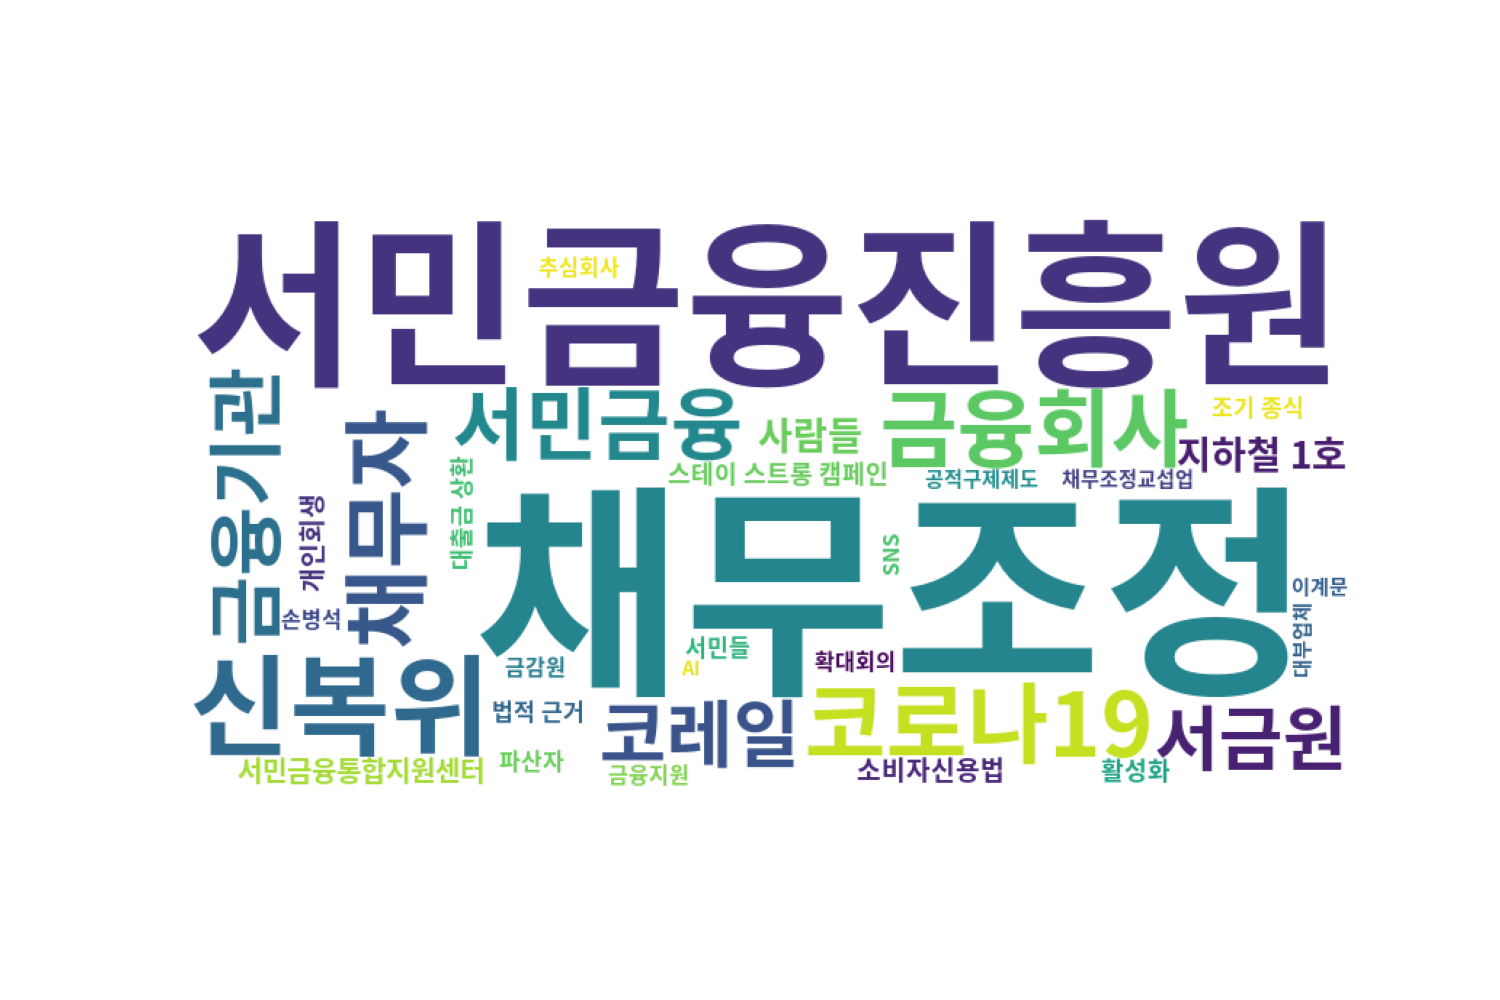 서민금융진흥원
추심회사
금융기관
채무자
서민금융
사람들
금융회사
조기 종식
지하철 1호
스테이 스트롱 캠페인
공적구제제도
채무조정교섭업
대출금 상환
개인회생
채무조정
SNS
손병석
이계문
대부업체
신복위
금감원
서민들
AI
확대회의
법적 근거
코레일
코로나19
서금원
서민금융통합지원센터
파산자
금융지원
소비자신용법
활성화